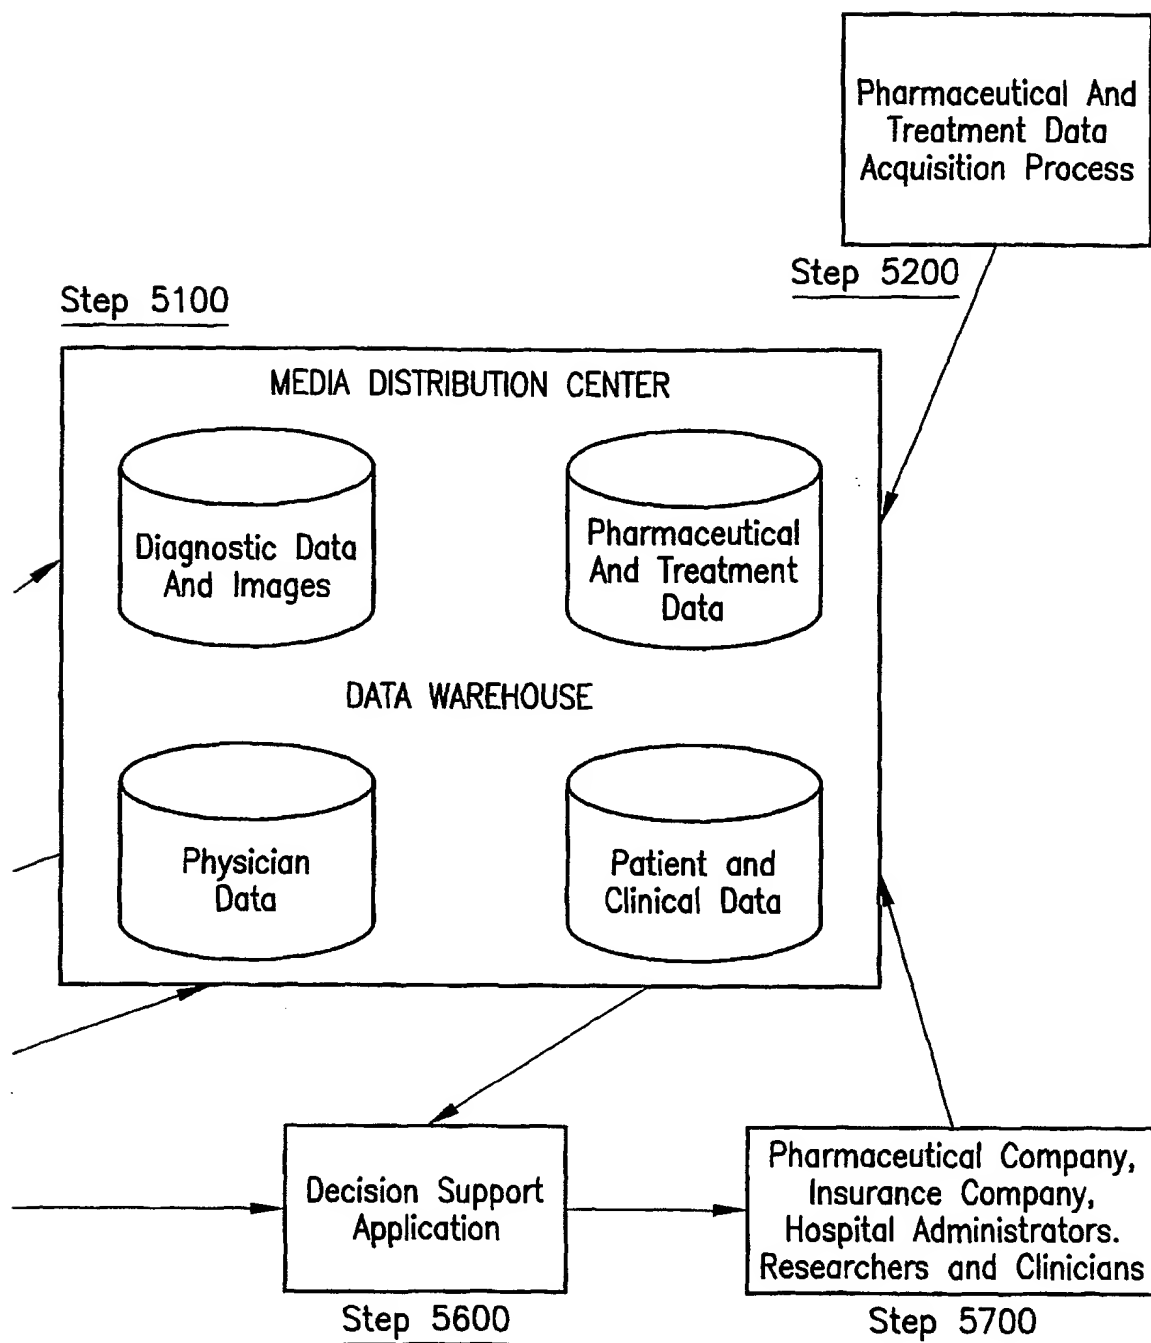 Pharmaceutical And
Treatment Data
Acquisition Process
Step 5200
Step 5100
MEDIA DISTRIBUTION CENTER
Diagnostic Data
And Images
Pharmaceutical
And Treatment
Data
DATA WAREHOUSE
Physician
Data
Patient and
Clinical Data
Decision Support
Application
Step 5600
Pharmaceutical Company,
Insurance Company,
Hospital Administrators.
Researchers and Clinicians
Step 5700